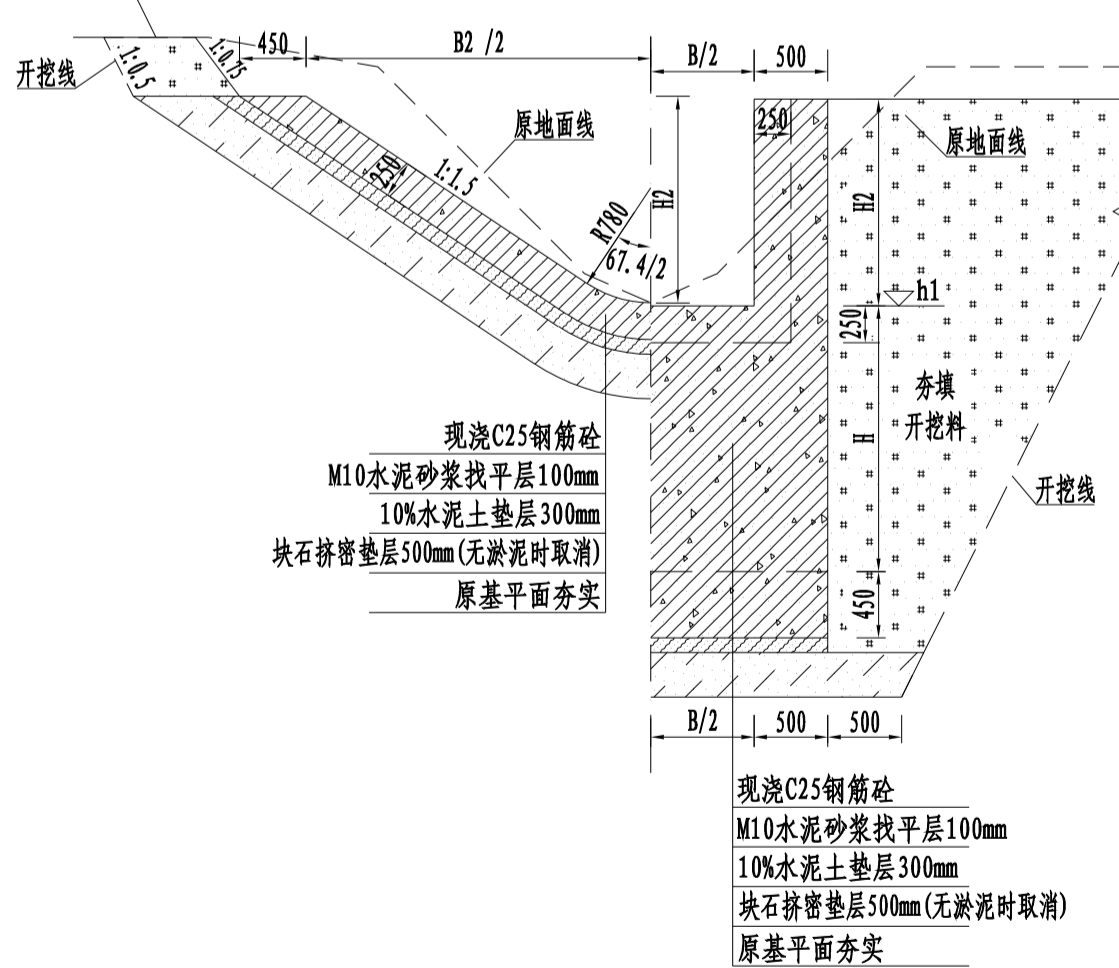 450
B2 /2
B/2
500
1:0.75
1:0.5
开挖线
原地面线
250
原地面线
1:1.5
250
H2
H2
R780
67.4/2
h1
250
夯填
开挖料
H
现浇C25钢筋砼
M10水泥砂浆找平层100mm
10%水泥土垫层300mm
块石挤密垫层500mm(无淤泥时取消)
原基平面夯实
开挖线
450
B/2
500
500
现浇C25钢筋砼
M10水泥砂浆找平层100mm
10%水泥土垫层300mm
块石挤密垫层500mm(无淤泥时取消)
原基平面夯实